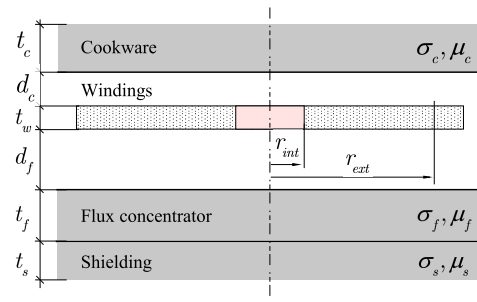 t_c
Cookware
σ_c, μ_c
d_c
Windings
t_w
r_int
d_f
r_ext
t_f
Flux concentrator
σ_f, μ_f
t_s
Shielding
σ_s, μ_s